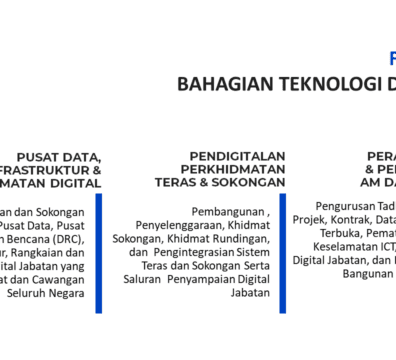 F
BAHAGIAN TEKNOLOGI D
PUSAT DATA,
FRASTRUKTUR &
MATAN DIGITAL
an dan Sokongan
Pusat Data, Pusat
n Bencana (DRC),
ur, Rangkaian dan
ital Jabatan yang
at dan Cawangan
Seluruh Negara
PENDIGITALAN
PERKHIDMATAN
TERAS & SOKONGAN
Pembangunan ,
Penyelenggaraan, Khidmat
Sokongan, Khidmat Rundingan,
dan Pengintegrasian Sistem
Teras dan Sokongan Serta
Saluran Penyampaian Digital
Jabatan
PERA
& PE
AM DA
Pengurusan Tad
Projek, Kontrak, Data
Terbuka, Pemat
Keselamatan ICT,
Digital Jabatan, dan
Bangunan